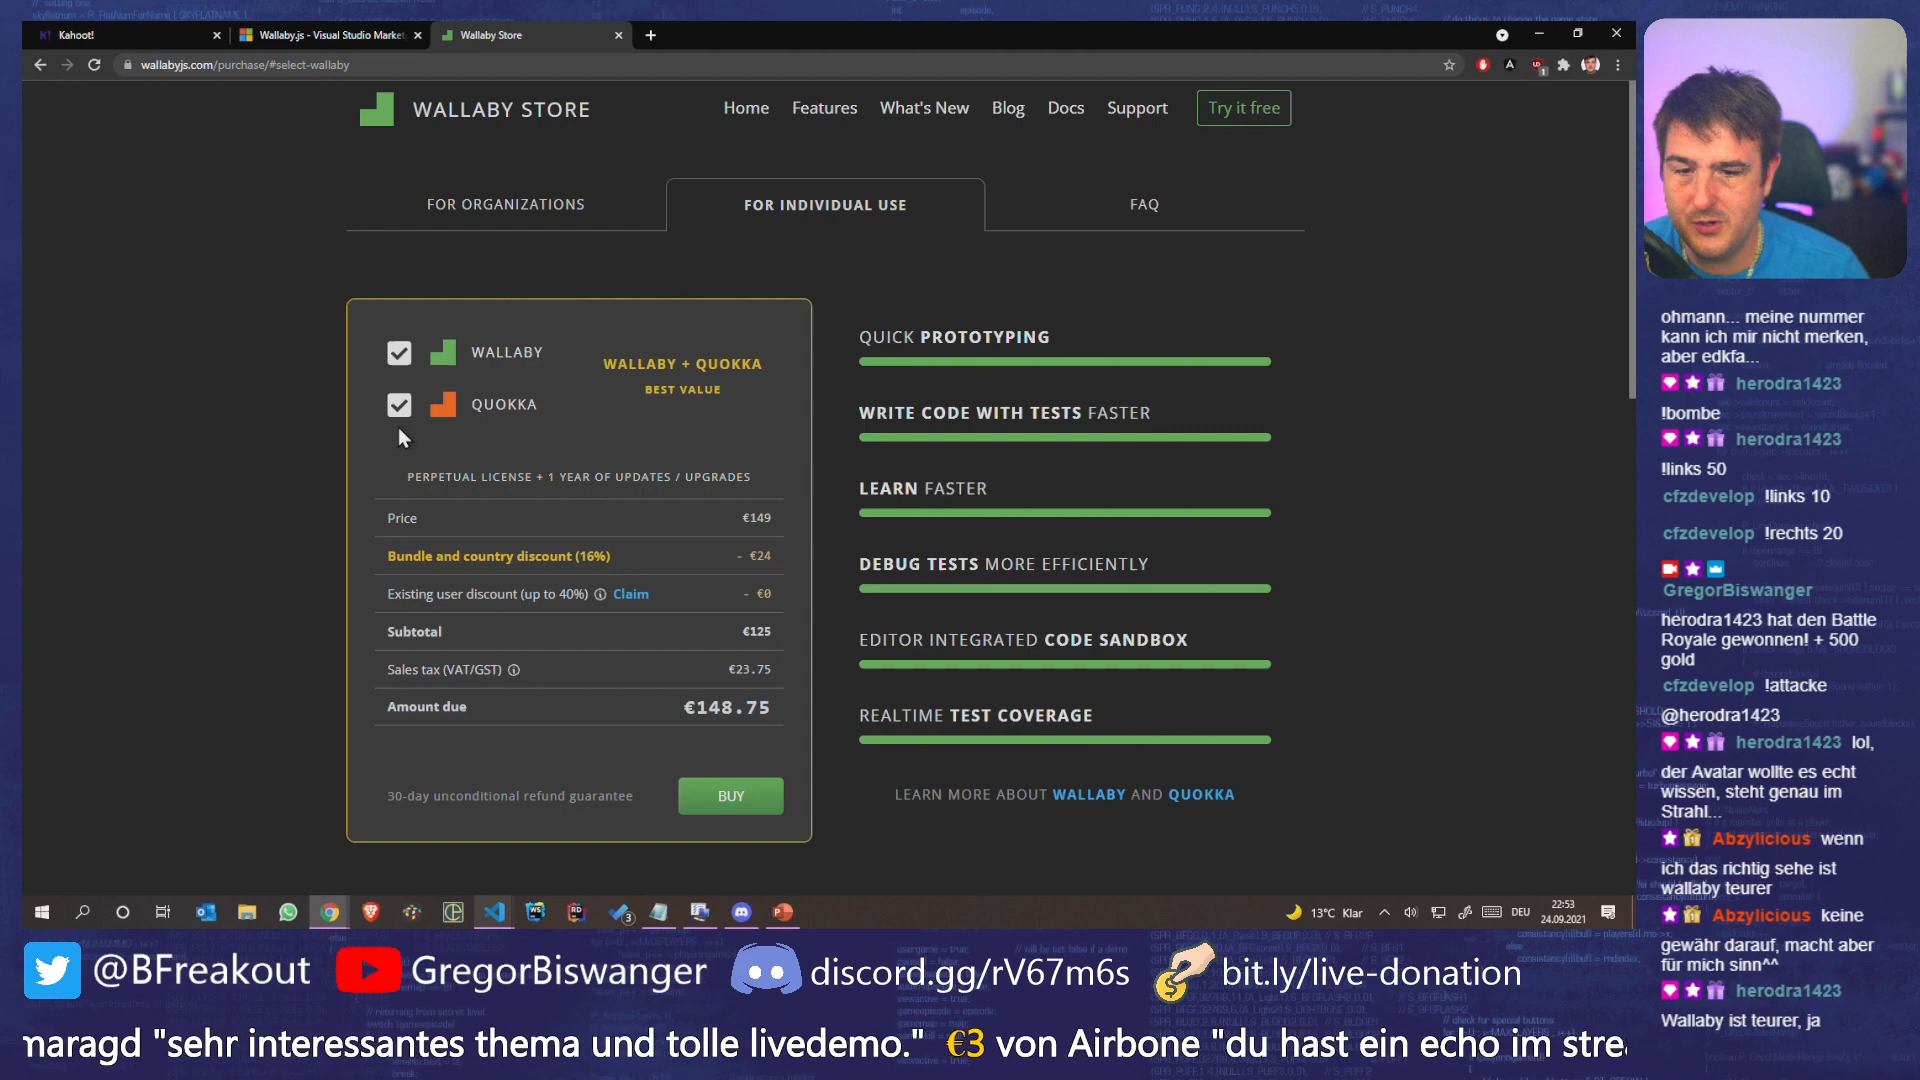 Kahoot!
Wallaby.js - Visual Studio Market
Wallaby Store
wallabyjs.com/purchase/#select-wallaby
WALLABY STORE
Home
Features
What's New
Blog
Docs
Support
Try it free
FOR ORGANIZATIONS
FOR INDIVIDUAL USE
FAQ
WALLABY
QUOKKA
WALLABY + QUOKKA
BEST VALUE
PERPETUAL LICENSE + 1 YEAR OF UPDATES / UPGRADES
Price €149
Bundle and country discount (16%) - €24
Existing user discount (up to 40%) Claim - €0
Subtotal €125
Sales tax (VAT/GST) €23.75
Amount due €148.75
30-day unconditional refund guarantee
BUY
QUICK PROTOTYPING
WRITE CODE WITH TESTS FASTER
LEARN FASTER
DEBUG TESTS MORE EFFICIENTLY
EDITOR INTEGRATED CODE SANDBOX
REALTIME TEST COVERAGE
LEARN MORE ABOUT WALLABY AND QUOKKA
ohmann... meine nummer
kann ich mir nicht merken,
aber edkfa...
herodra1423
!bombe
herodra1423
!links 50
cfzdevelop !links 10
cfzdevelop !rechts 20
GregorBiswanger
herodra1423 hat den Battle
Royale gewonnen! + 500
gold
cfzdevelop !attacke
@herodra1423
herodra1423 lol,
der Avatar wollte es echt
wissen, steht genau im
Strahl...
Abzylicious wenn
ich das richtig sehe ist
wallaby teurer
Abzylicious keine
gewähr darauf, macht aber
für mich sinn^^
herodra1423
Wallaby ist teurer, ja
13°C Klar
DEU
22:53
24.09.2021
@BFreakout
GregorBiswanger
discord.gg/rV67m6s
bit.ly/live-donation
maragd "sehr interessantes thema und tolle livedemo." €3 von Airbone "du hast ein echo im stre